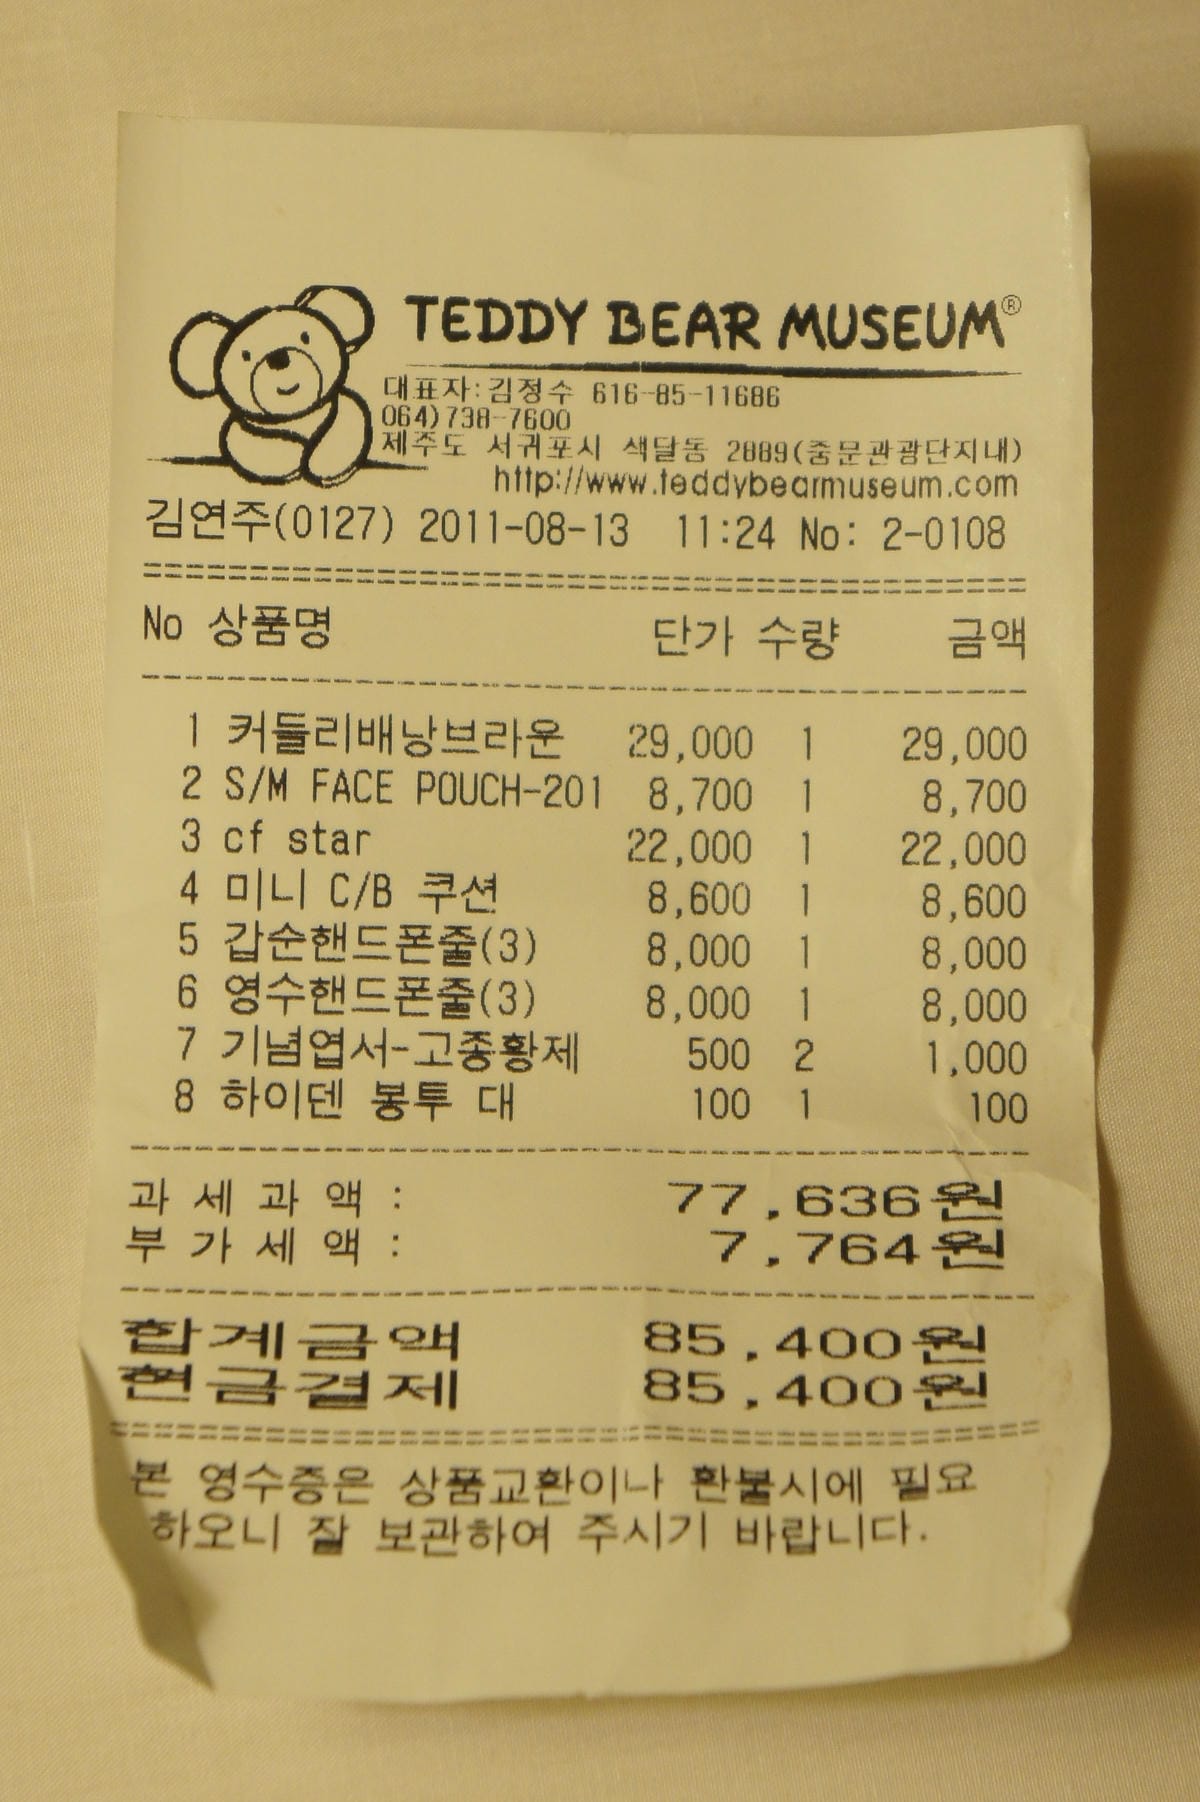 TEDDY BEAR MUSEUM®
대표자:김정수 616-85-11686
064)738-7600
제주도 서귀포시 색달동 2889(중문관광단지내)
http://www.teddybearmuseum.com
김연주(0127) 2011-08-13 11:24 No: 2-0108
No 상품명 단가 수량 금액
1 커들리배낭브라운 29,000 1 29,000
2 S/M FACE POUCH-201 8,700 1 8,700
3 cf star 22,000 1 22,000
4 미니 C/B 쿠션 8,600 1 8,600
5 갑순핸드폰줄(3) 8,000 1 8,000
6 영수핸드폰줄(3) 8,000 1 8,000
7 기념엽서-고종황제 500 2 1,000
8 하이덴 봉투 대 100 1 100
과 세 과 액 : 77,636원
부 가 세 액 : 7,764원
합계금액 85,400원
현금결제 85,400원
본 영수증은 상품교환이나 환불시에 필요
하오니 잘 보관하여 주시기 바랍니다.